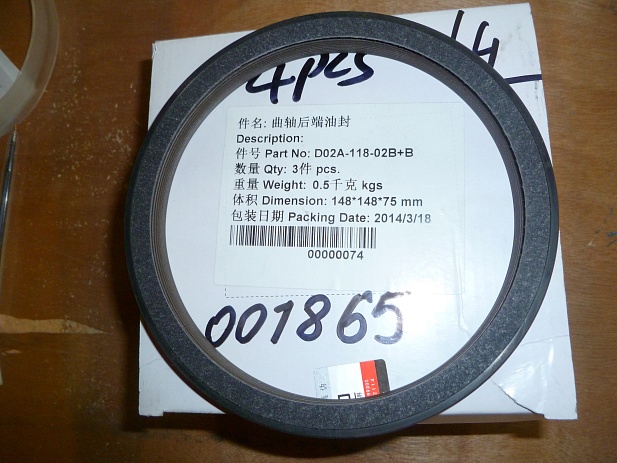 4pcs
件名: 曲轴后端油封
Description:
件号 Part No: D02A-118-02B+B
数量 Qty: 3件 pcs.
重量 Weight: 0.5千克 kgs
体积 Dimension: 148*148*75 mm
包装日期 Packing Date: 2014/3/18
00000074
001865